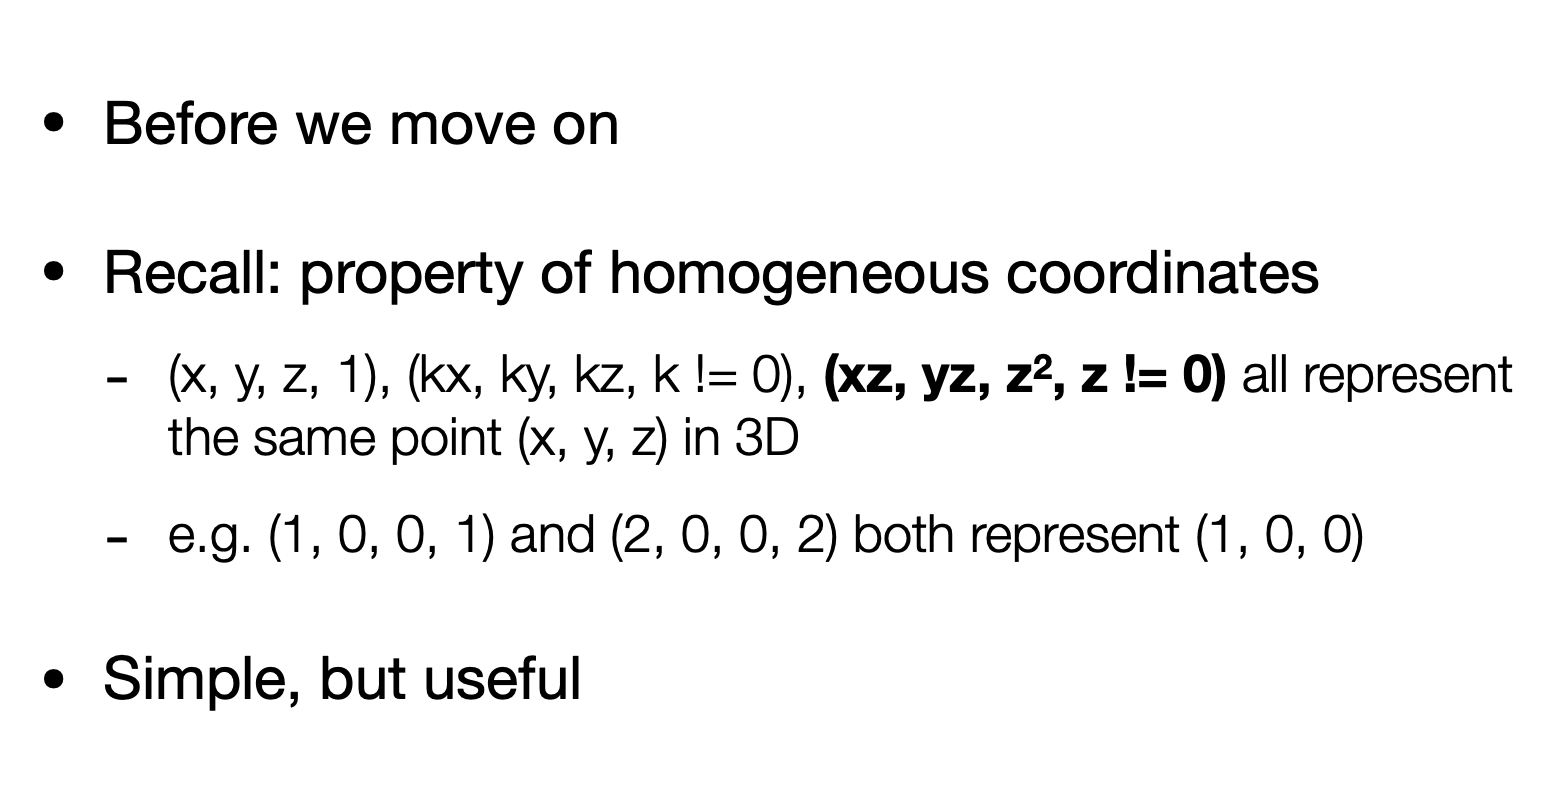 • Before we move on
• Recall: property of homogeneous coordinates
- (x, y, z, 1), (kx, ky, kz, k != 0), (xz, yz, z², z != 0) all represent
the same point (x, y, z) in 3D
- e.g. (1, 0, 0, 1) and (2, 0, 0, 2) both represent (1, 0, 0)
• Simple, but useful